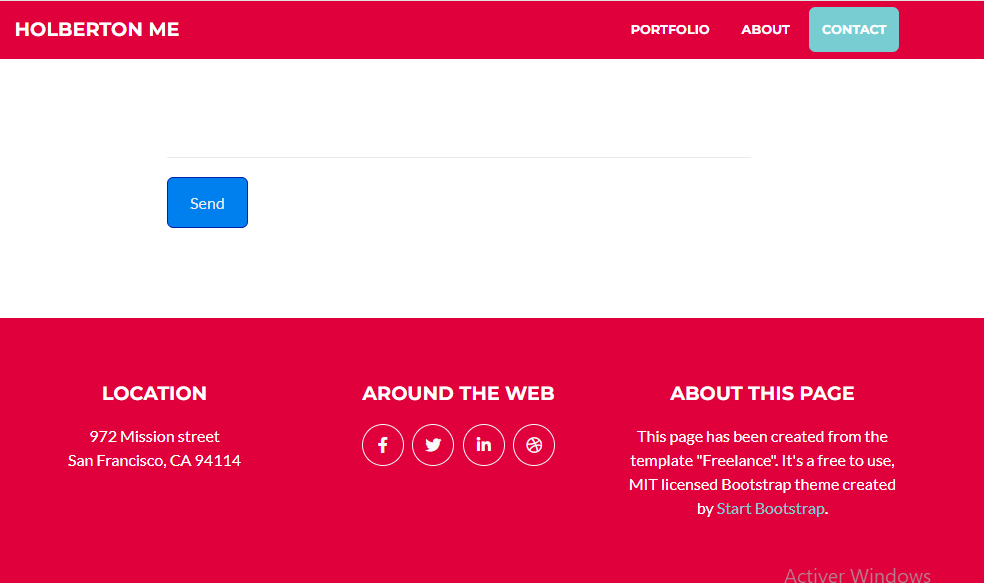 HOLBERTON ME
PORTFOLIO
ABOUT
CONTACT
Send
LOCATION
972 Mission street
San Francisco, CA 94114
AROUND THE WEB
ABOUT THIS PAGE
This page has been created from the
template "Freelance". It's a free to use,
MIT licensed Bootstrap theme created
by Start Bootstrap.
Activer Windows